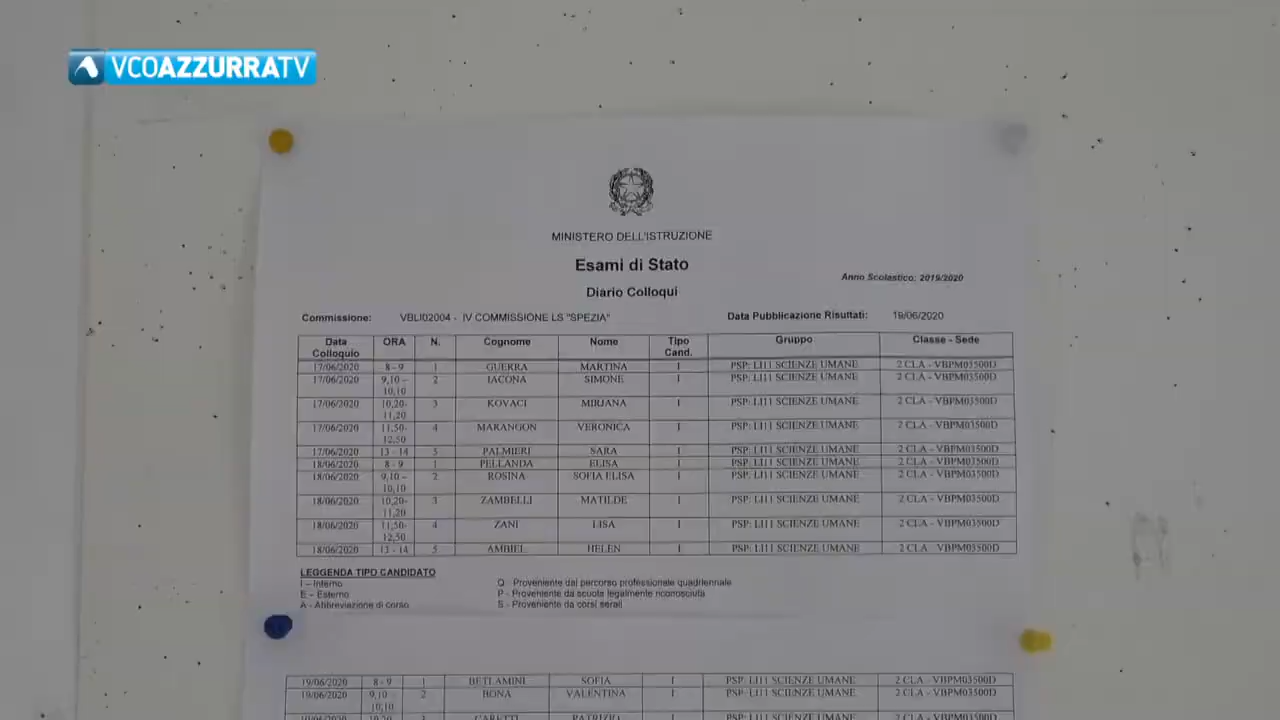 VCOAZZURRATV
MINISTERO DELL'ISTRUZIONE
Esami di Stato
Anno Scolastico: 2019/2020
Diario Colloqui
Commissione: VBLI02004 - IV COMMISSIONE LS "SPEZIA" Data Pubblicazione Risultati: 19/06/2020
Data Colloquio ORA N. Cognome Nome Tipo Cand. Gruppo Classe - Sede
17/06/2020 8 - 9 1 GUERRA MARTINA I PSP: LI11 SCIENZE UMANE 2 CLA - VBPM03500D
17/06/2020 9,10 – 10,10 2 IACONA SIMONE I PSP: LI11 SCIENZE UMANE 2 CLA - VBPM03500D
17/06/2020 10,20- 11,20 3 KOVACI MIRJANA I PSP: LI11 SCIENZE UMANE 2 CLA - VBPM03500D
17/06/2020 11,50- 12,50 4 MARANGON VERONICA I PSP: LI11 SCIENZE UMANE 2 CLA - VBPM03500D
17/06/2020 13 - 14 5 PALMIERI SARA I PSP: LI11 SCIENZE UMANE 2 CLA - VBPM03500D
18/06/2020 8 - 9 1 PELLANDA ELISA I PSP: LI11 SCIENZE UMANE 2 CLA - VBPM03500D
18/06/2020 9,10 – 10,10 2 ROSINA SOFIA ELISA I PSP: LI11 SCIENZE UMANE 2 CLA - VBPM03500D
18/06/2020 10,20- 11,20 3 ZAMBELLI MATILDE I PSP: LI11 SCIENZE UMANE 2 CLA - VBPM03500D
18/06/2020 11,50- 12,50 4 ZANI LISA I PSP: LI11 SCIENZE UMANE 2 CLA - VBPM03500D
18/06/2020 13 - 14 5 AMBIEL HELEN I PSP: LI11 SCIENZE UMANE 2 CLA - VBPM03500D
LEGGENDA TIPO CANDIDATO
I – Interno Q Proveniente dal percorso professionale quadriennale
E – Esterno P - Proveniente da scuola legalmente riconosciuta
A - Abbreviazione di corso S - Proveniente da corsi serali
19/06/2020 8 – 9 1 BETLAMINI SOFIA I PSP: LI11 SCIENZE UMANE 2 CLA - VBPM03500D
19/06/2020 9,10 – 10,10 2 BONA VALENTINA I PSP: LI11 SCIENZE UMANE 2 CLA - VBPM03500D